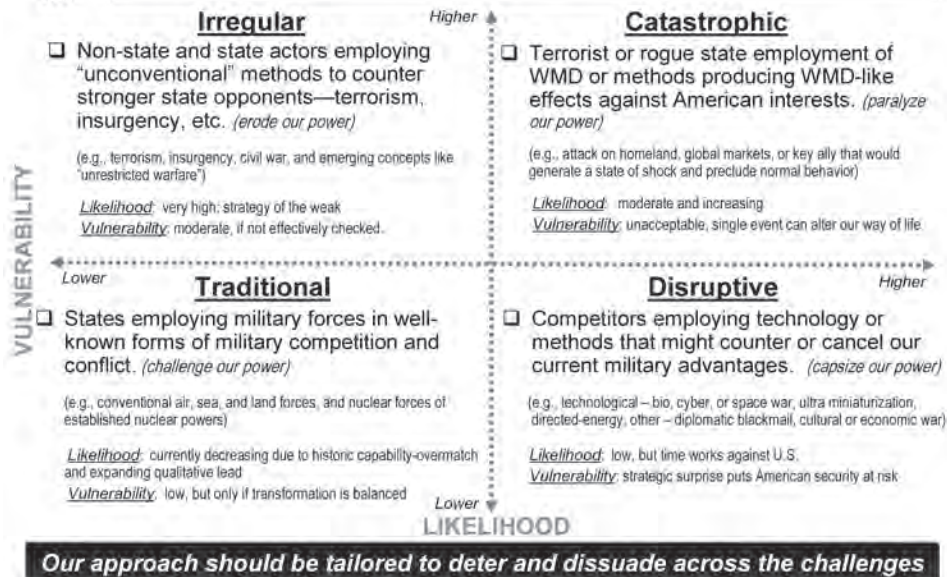 Higher
Irregular
❑ Non-state and state actors employing
“unconventional” methods to counter
stronger state opponents—terrorism,
insurgency, etc. (erode our power)
(e.g., terrorism, insurgency, civil war, and emerging concepts like
“unrestricted warfare”)
Likelihood: very high; strategy of the weak
Vulnerability: moderate, if not effectively checked.
Catastrophic
❑ Terrorist or rogue state employment of
WMD or methods producing WMD-like
effects against American interests. (paralyze
our power)
(e.g., attack on homeland, global markets, or key ally that would
generate a state of shock and preclude normal behavior)
Likelihood: moderate and increasing
Vulnerability: unacceptable, single event can alter our way of life
VULNERABILITY
Lower
Higher
Traditional
❑ States employing military forces in well-
known forms of military competition and
conflict. (challenge our power)
(e.g., conventional air, sea, and land forces, and nuclear forces of
established nuclear powers)
Likelihood: currently decreasing due to historic capability-overmatch
and expanding qualitative lead
Vulnerability: low, but only if transformation is balanced
Disruptive
❑ Competitors employing technology or
methods that might counter or cancel our
current military advantages. (capsize our power)
(e.g., technological – bio, cyber, or space war, ultra miniaturization,
directed-energy, other – diplomatic blackmail, cultural or economic war)
Likelihood: low, but time works against U.S.
Vulnerability: strategic surprise puts American security at risk
Lower
LIKELIHOOD
Our approach should be tailored to deter and dissuade across the challenges